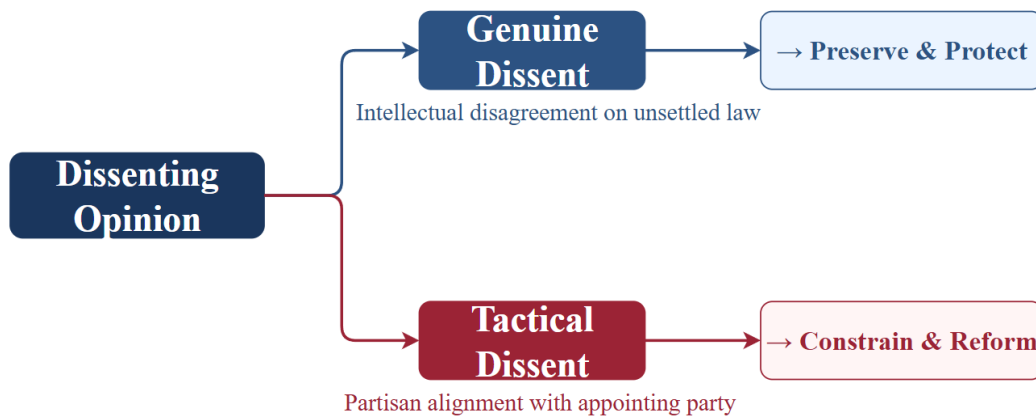 Genuine
Dissent
→ Preserve & Protect
Intellectual disagreement on unsettled law
Dissenting
Opinion
Tactical
Dissent
→ Constrain & Reform
Partisan alignment with appointing party